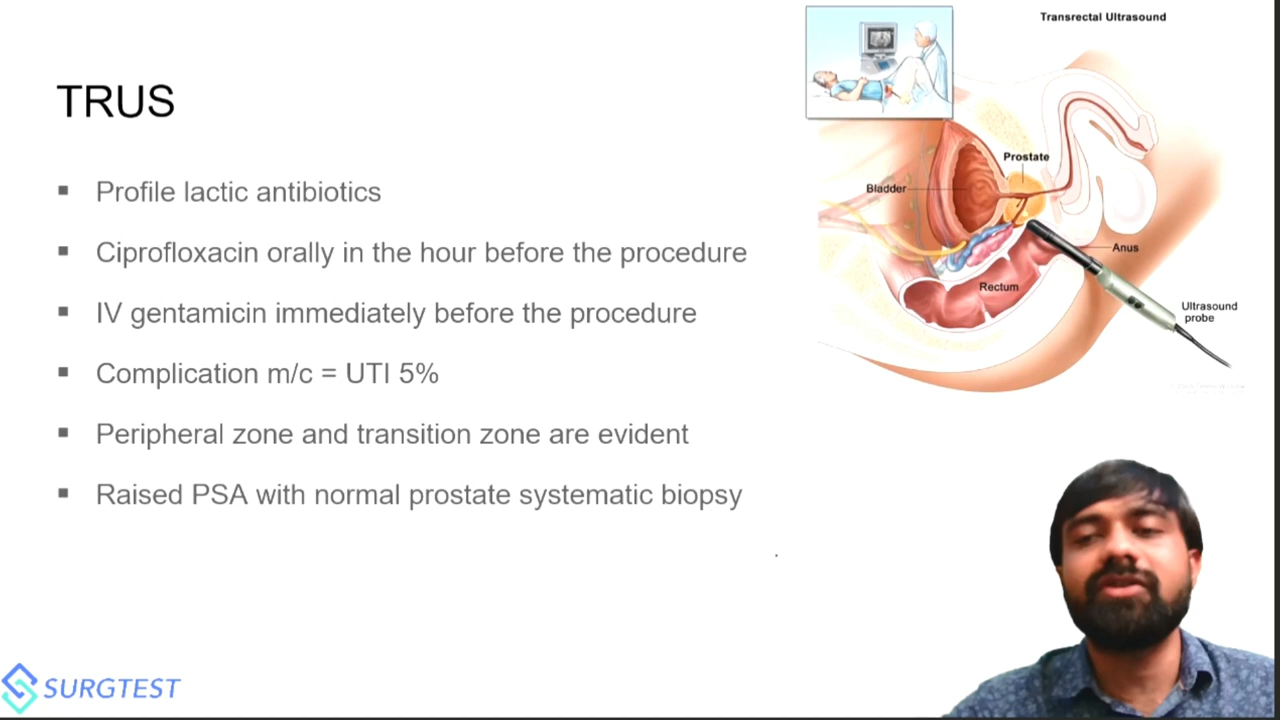 TRUS
Profile lactic antibiotics
Ciprofloxacin orally in the hour before the procedure
IV gentamicin immediately before the procedure
Complication m/c = UTI 5%
Peripheral zone and transition zone are evident
Raised PSA with normal prostate systematic biopsy
Transrectal Ultrasound
Prostate
Bladder
Anus
Rectum
Ultrasound
probe
SURGTEST